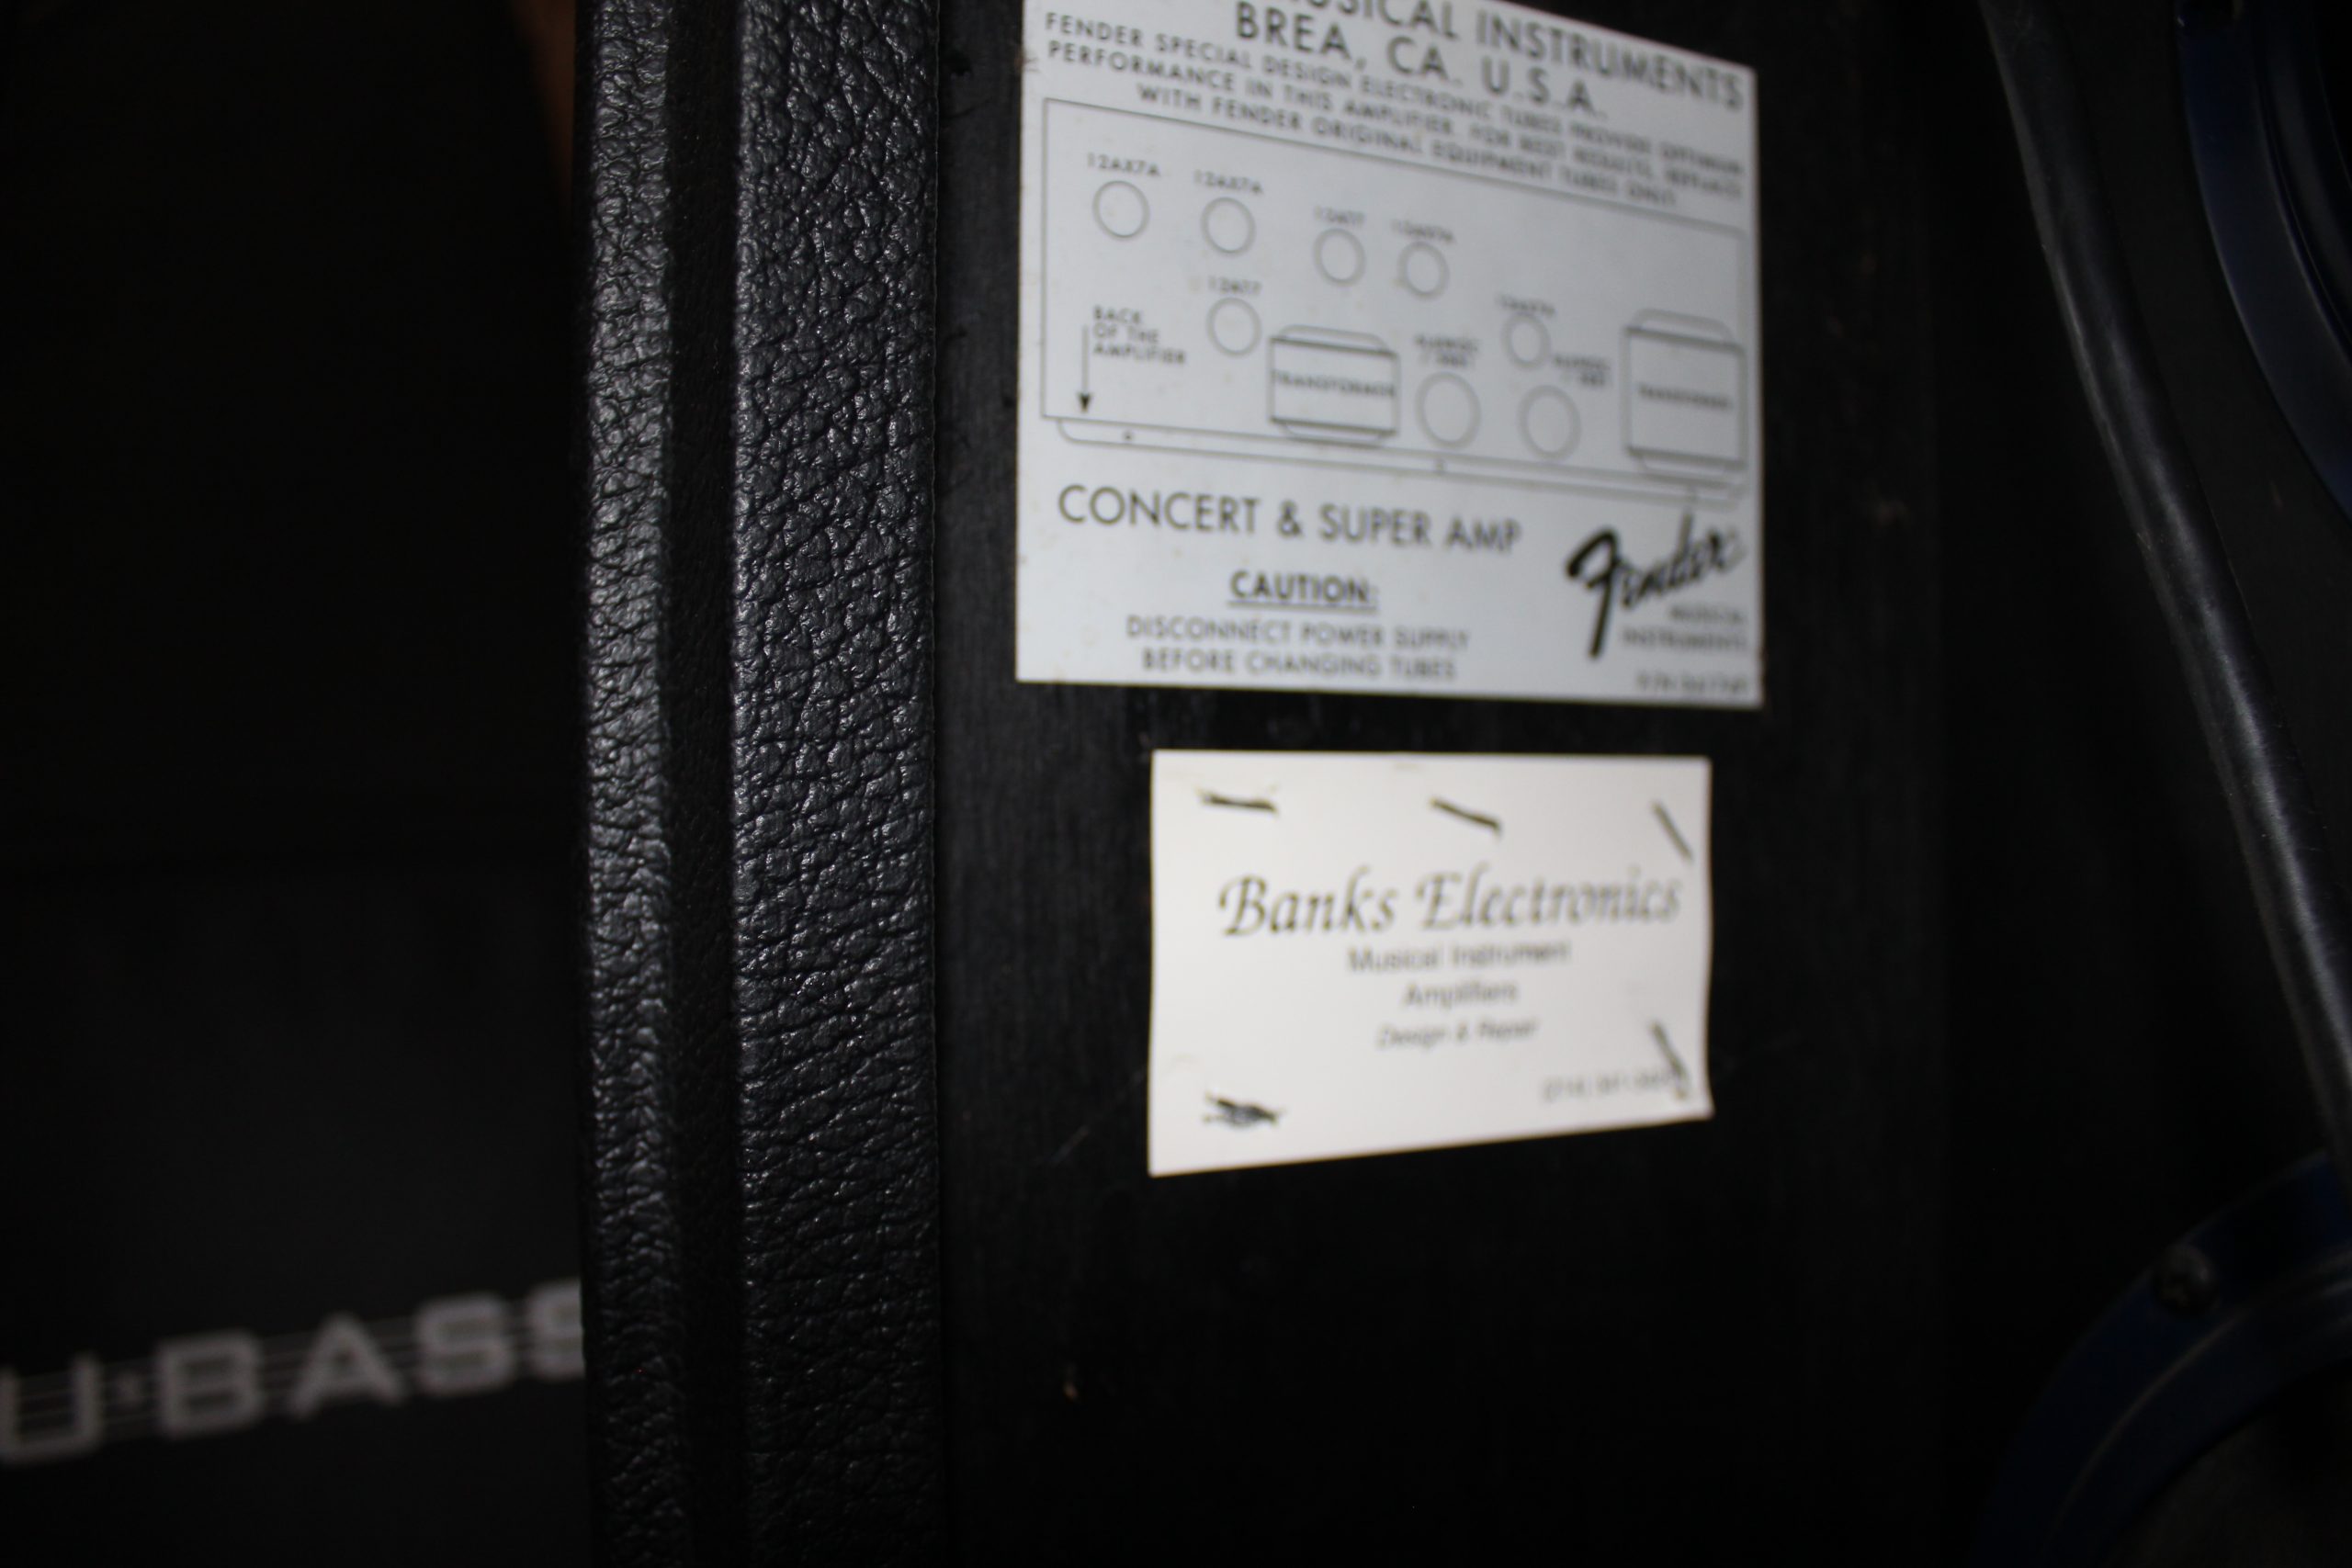 MUSICAL INSTRUMENTS
BREA, CA. U.S.A.
FENDER SPECIAL DESIGN ELECTRONIC TUBES PROVIDE OPTIMUM
PERFORMANCE IN THIS AMPLIFIER. FOR BEST RESULTS, REPLACE
WITH FENDER ORIGINAL EQUIPMENT TUBES ONLY.
12AX7A 12AX7A 12AT7 12AX7A
12AT7
12AX7A
BACK
OF THE
AMPLIFIER
TRANSFORMER TRANSFORMER
CONCERT & SUPER AMP
Fender
MUSICAL
INSTRUMENTS
CAUTION:
DISCONNECT POWER SUPPLY
BEFORE CHANGING TUBES
Banks Electronics
Musical Instrument
Amplifiers
Design & Repair
U•BASS